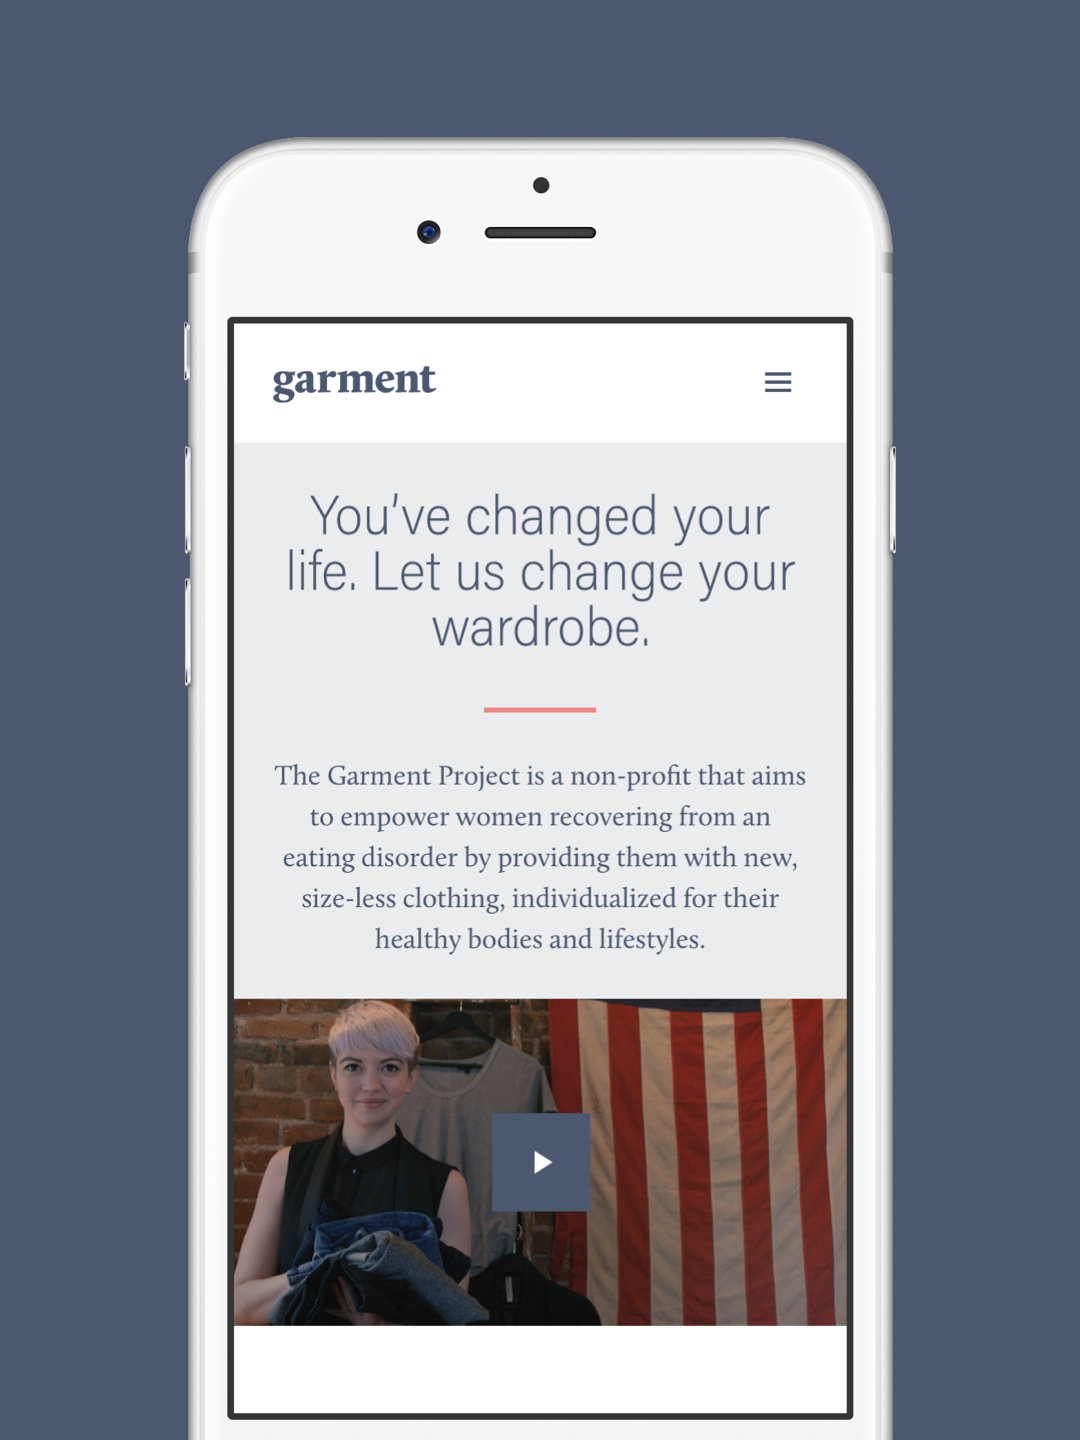 garment
You've changed your
life. Let us change your
wardrobe.
The Garment Project is a non-profit that aims
to empower women recovering from an
eating disorder by providing them with new,
size-less clothing, individualized for their
healthy bodies and lifestyles.